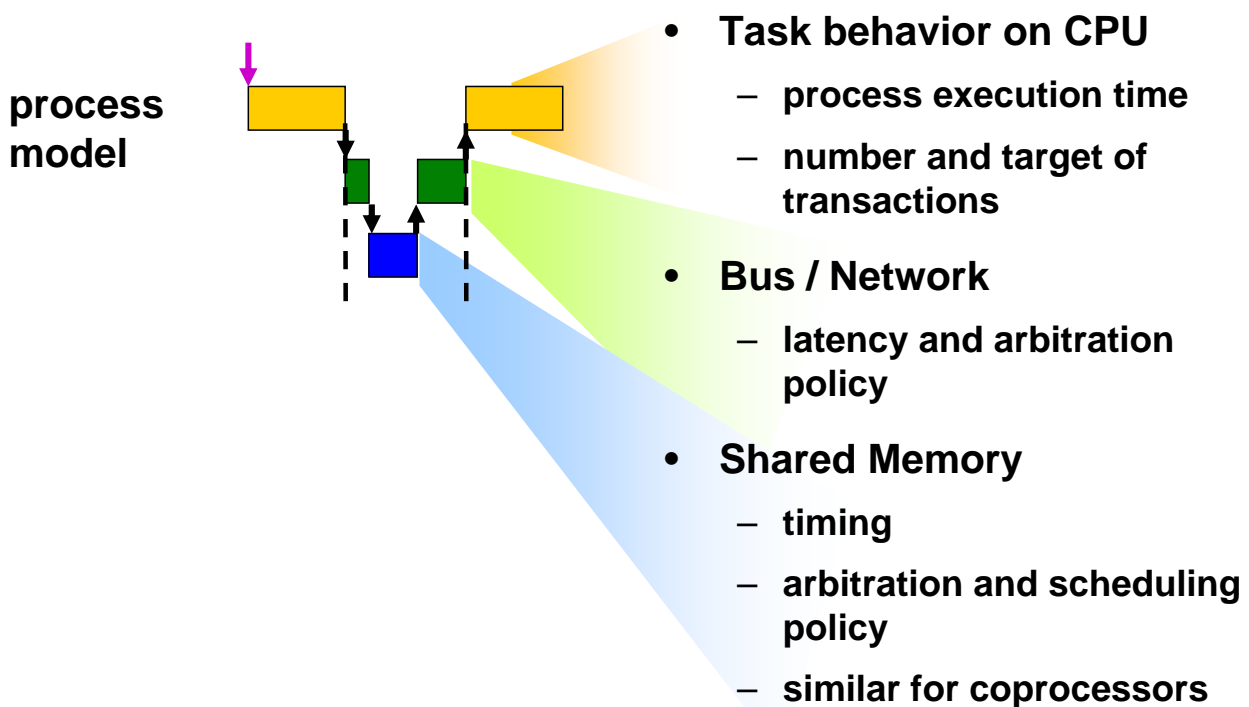 process
model
• Task behavior on CPU
– process execution time
– number and target of
transactions
• Bus / Network
– latency and arbitration
policy
• Shared Memory
– timing
– arbitration and scheduling
policy
– similar for coprocessors